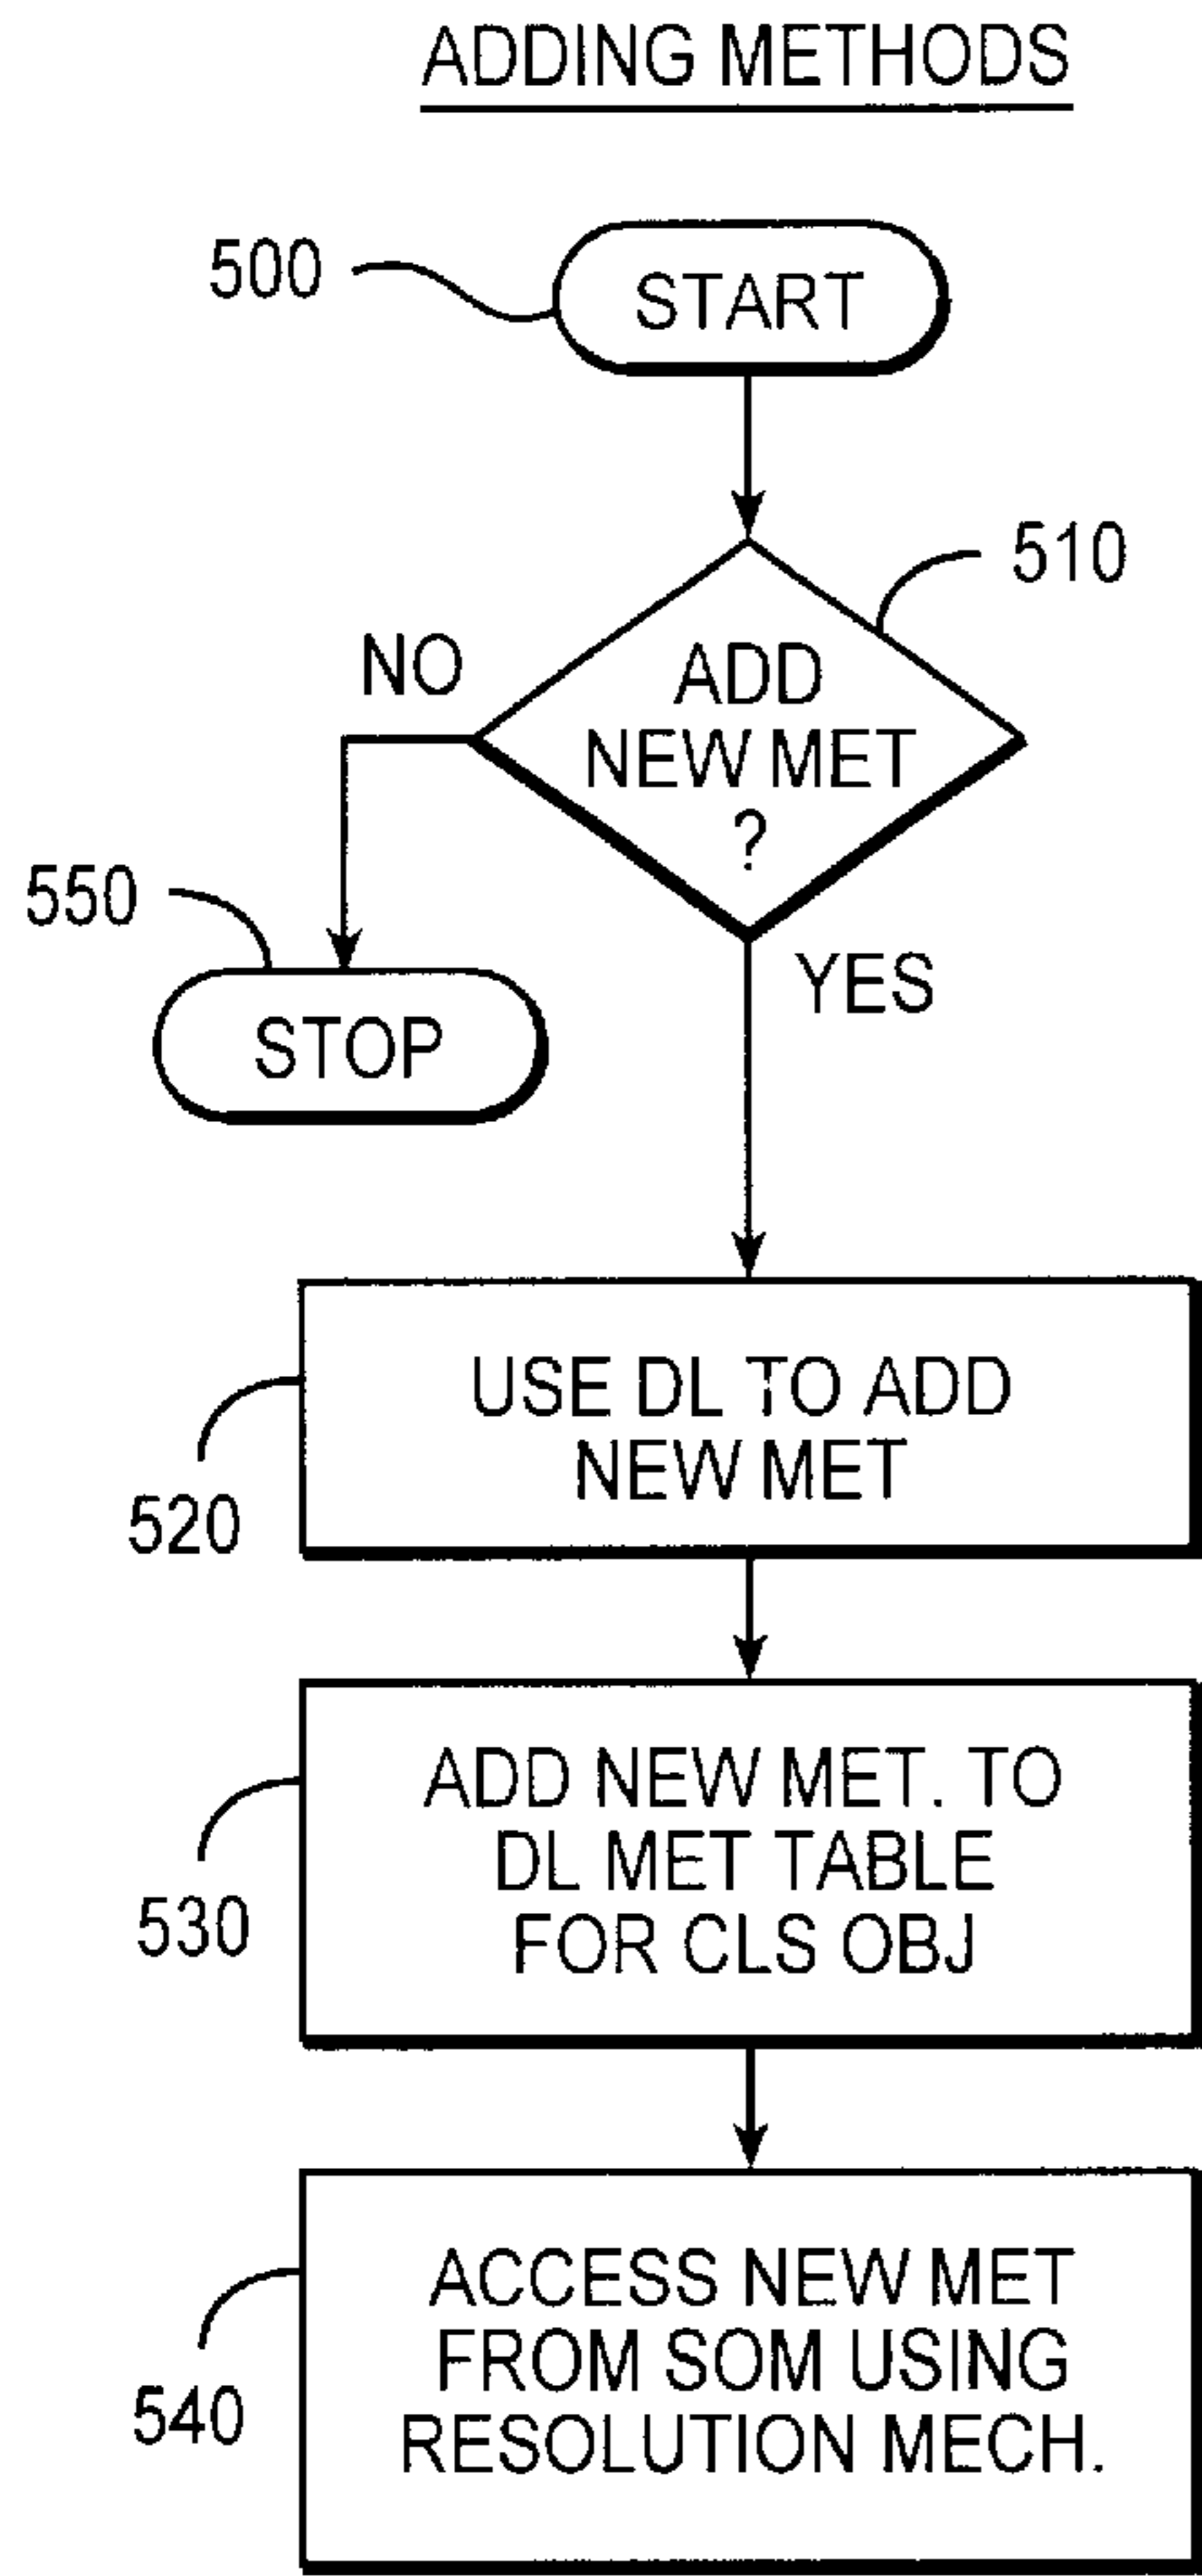 ADDING METHODS
500
START
510
NO
ADD
NEW MET
?
550
STOP
YES
USE DL TO ADD
NEW MET
520
ADD NEW MET. TO
DL MET TABLE
FOR CLS OBJ
530
ACCESS NEW MET
FROM SOM USING
RESOLUTION MECH.
540